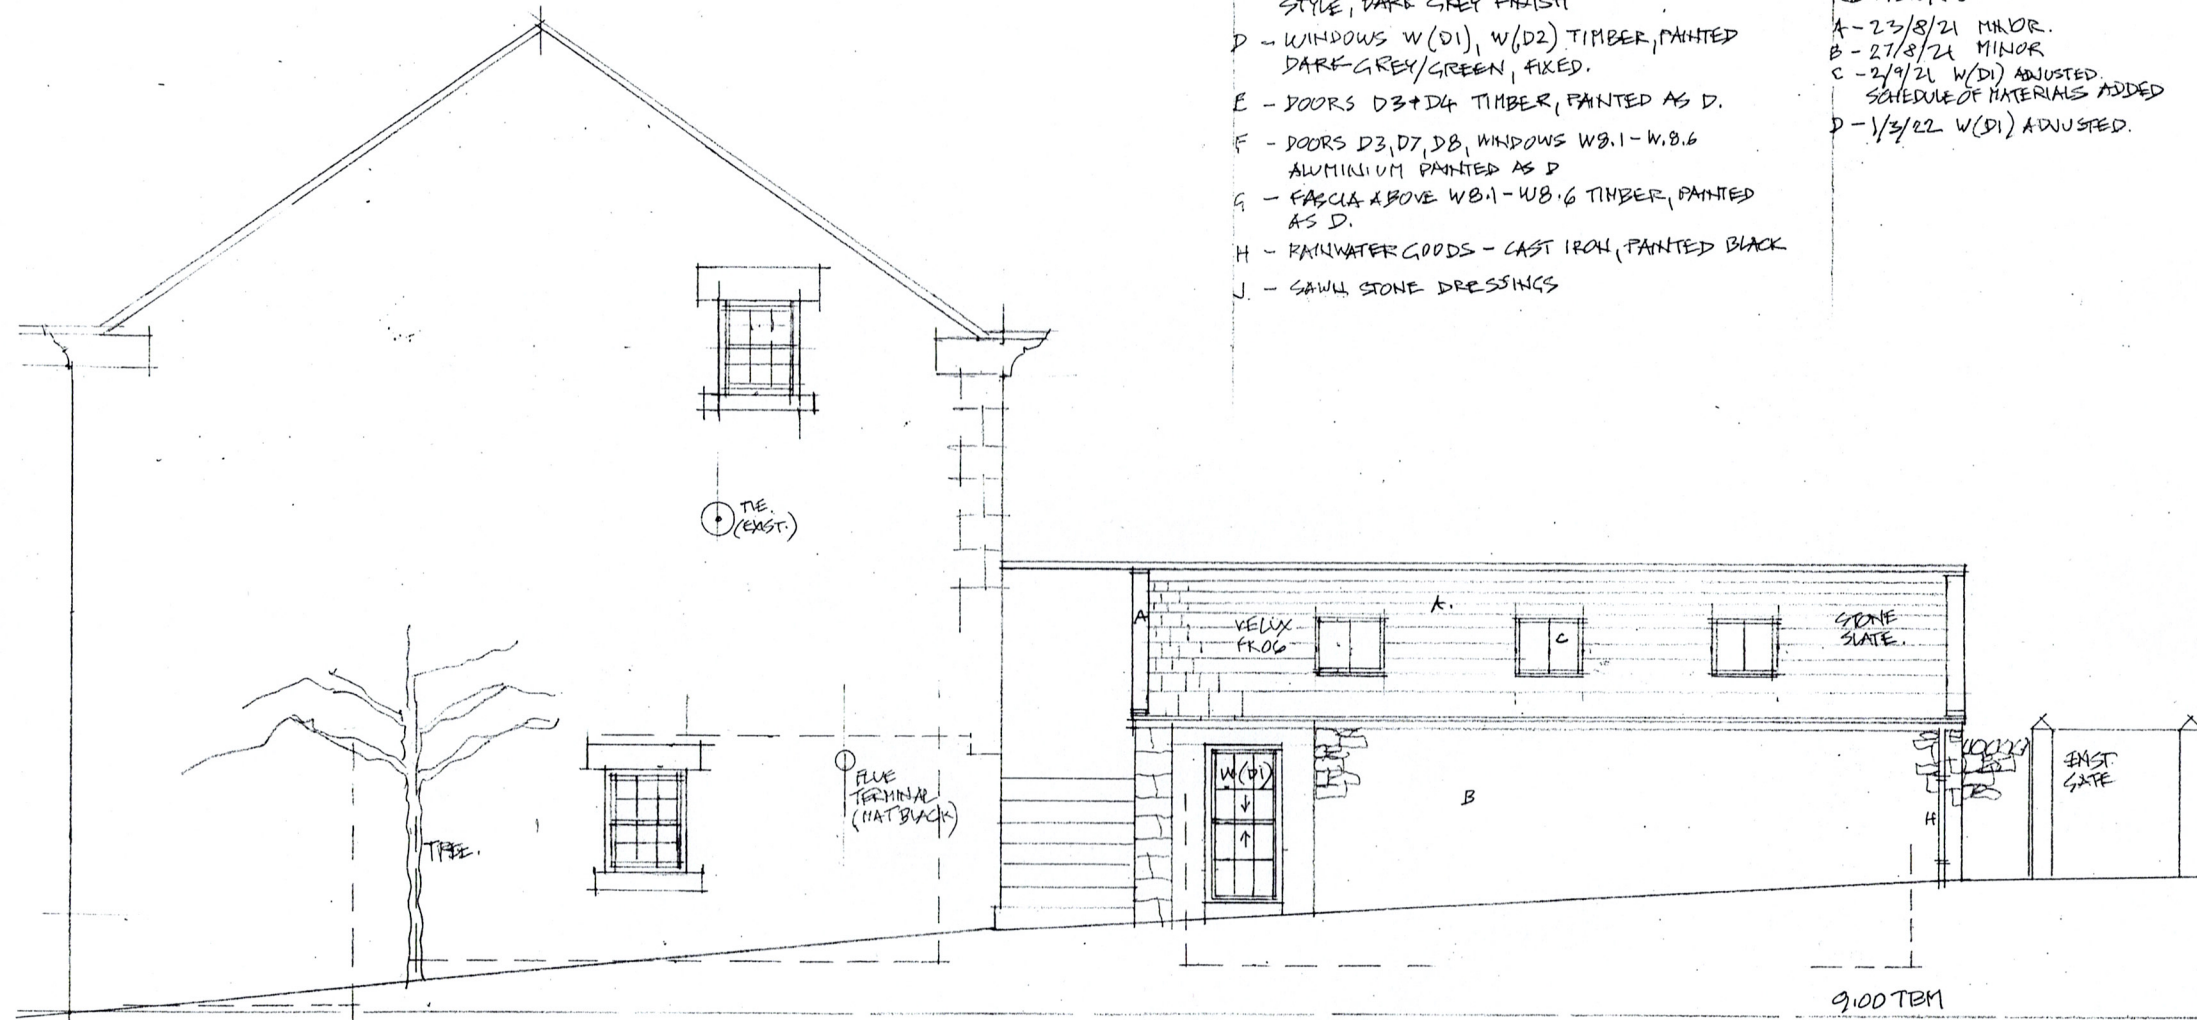 STYLE, DARK GREY FINISH
D - WINDOWS W(D1), W(D2) TIMBER, PAINTED
DARK GREY/GREEN, FIXED.
E - DOORS D3+D4 TIMBER, PAINTED AS D.
F - DOORS D3, D7, D8, WINDOWS W8.1-W.8.6
ALUMINIUM PAINTED AS D
G - FASCIA ABOVE W8.1-W8.6 TIMBER, PAINTED
AS D.
H - RAINWATER GOODS - CAST IRON, PAINTED BLACK
J. - SAWN STONE DRESSINGS
A - 23/8/21 MINOR.
B - 27/8/21 MINOR
C - 2/9/21 W(D1) ADJUSTED.
SCHEDULE OF MATERIALS ADDED
D - 1/3/22 W(D1) ADJUSTED.
TIE.
(EXIST.)
A
A.
VELUX
C
STONE
SLATE.
W(D1)
B
H
EXIST.
GATE
FLUE
TERMINAL
(MAT BLACK)
TREE.
9.00 TBM